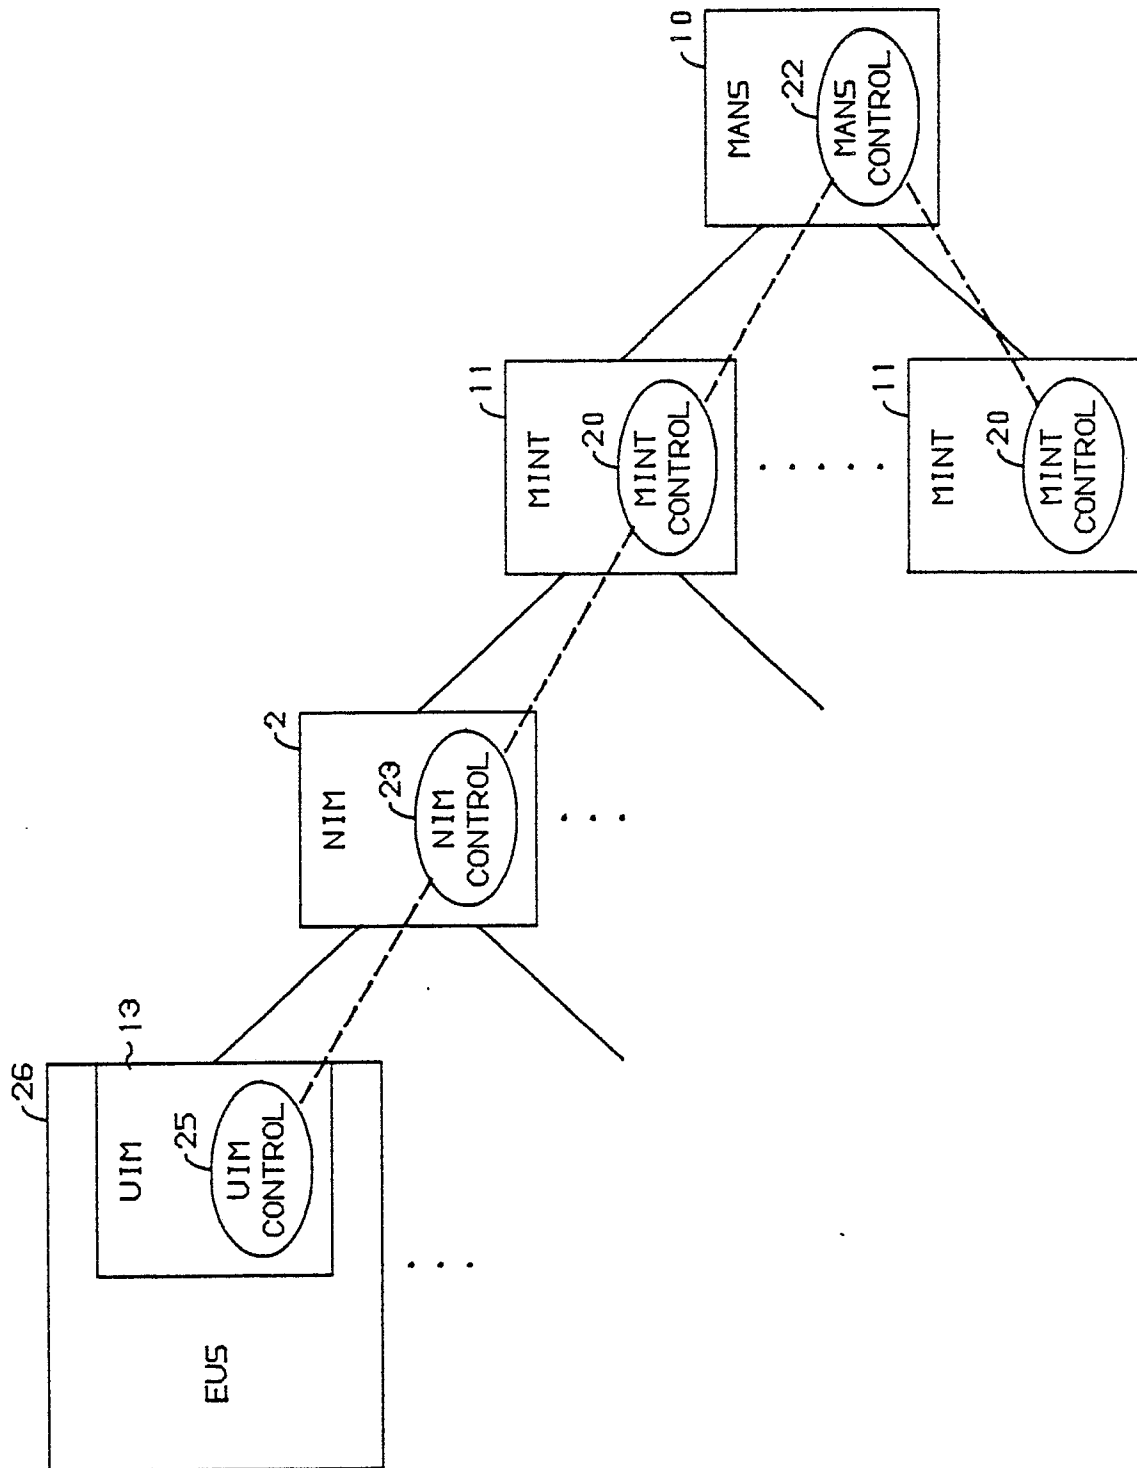 26
EUS
13
UIM
25
UIM
CONTROL
2
NIM
23
NIM
CONTROL
11
MINT
20
MINT
CONTROL
11
MINT
20
MINT
CONTROL
10
MANS
22
MANS
CONTROL